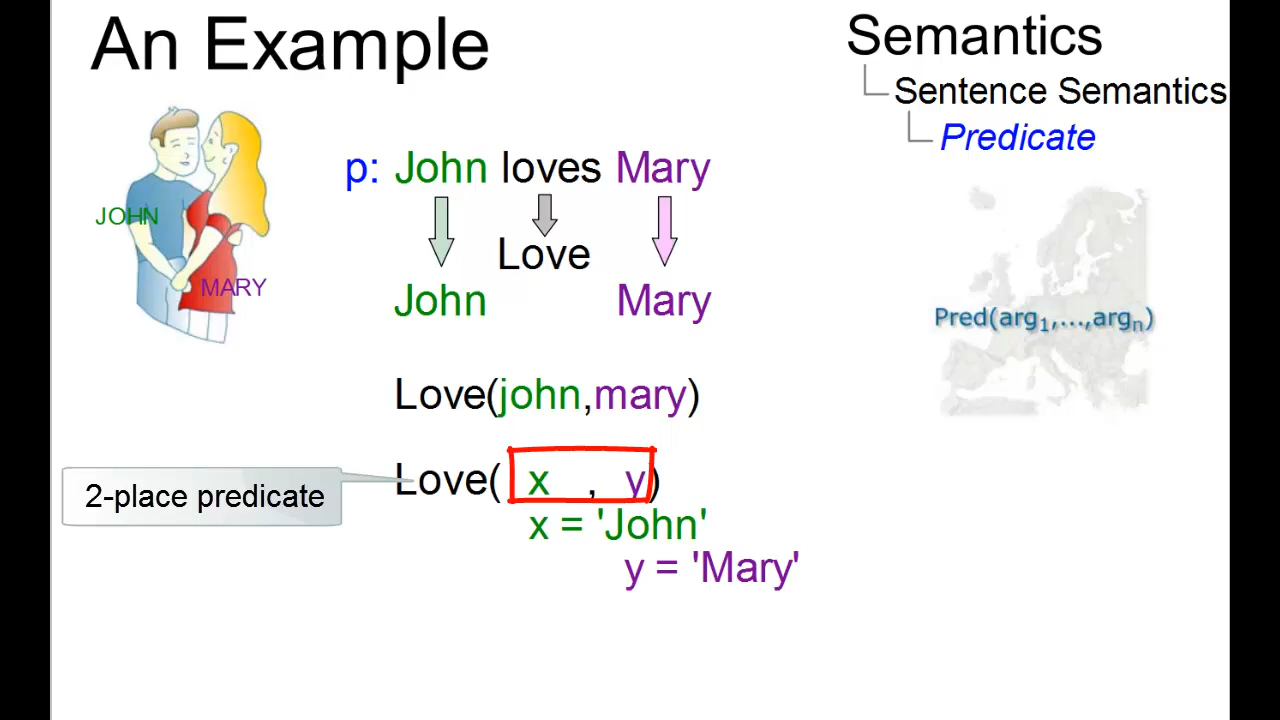 An Example
Semantics
Sentence Semantics
Predicate
JOHN
MARY
p: John loves Mary
Love
John Mary
Pred(arg1,...,argn)
Love(john,mary)
2-place predicate
Love( x , y)
x = 'John'
y = 'Mary'